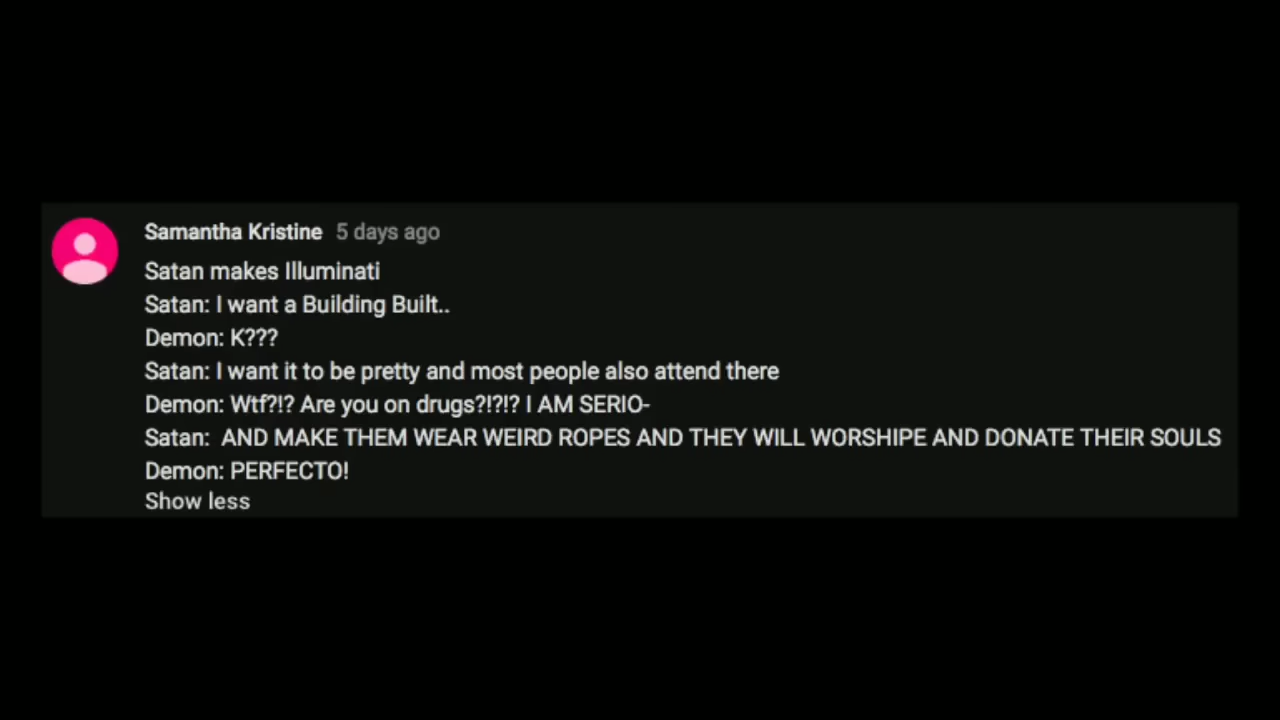 Samantha Kristine 5 days ago
Satan makes Illuminati
Satan: I want a Building Built..
Demon: K???
Satan: I want it to be pretty and most people also attend there
Demon: Wtf?!? Are you on drugs?!?!? I AM SERIO-
Satan:  AND MAKE THEM WEAR WEIRD ROPES AND THEY WILL WORSHIPE AND DONATE THEIR SOULS
Demon: PERFECTO!
Show less